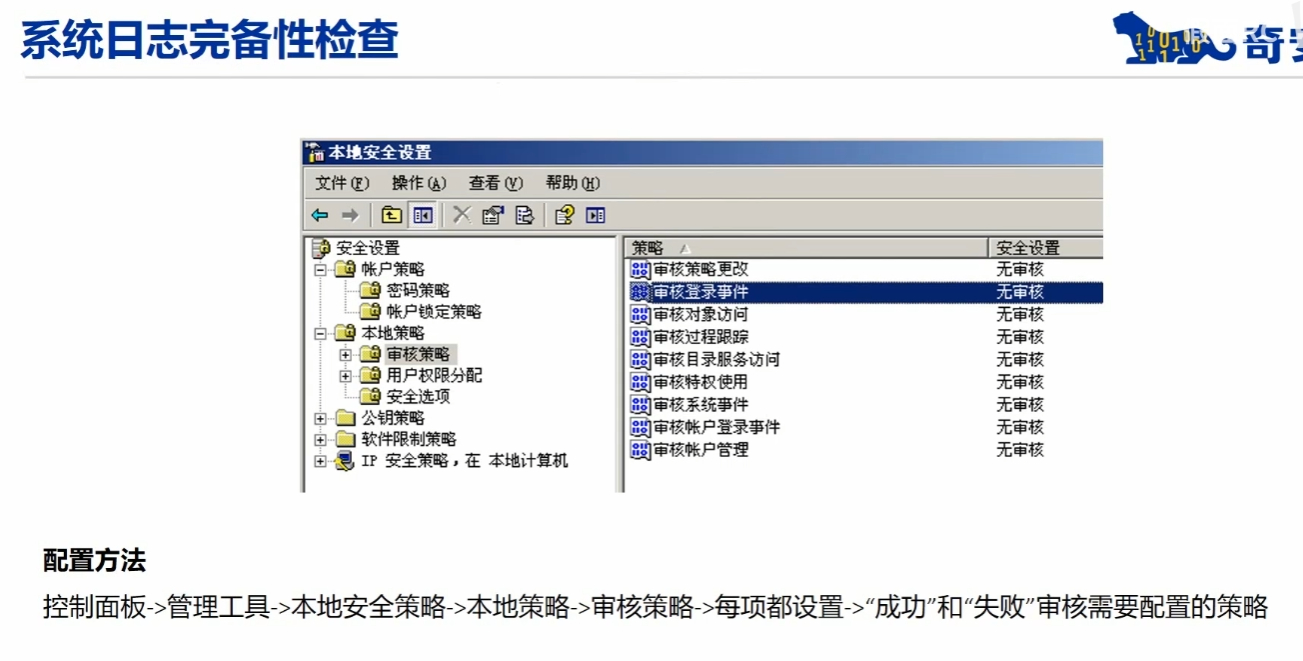 系统日志完备性检查
奇安
本地安全设置
文件(F) 操作(A) 查看(V) 帮助(H)
安全设置
帐户策略
密码策略
帐户锁定策略
本地策略
审核策略
用户权限分配
安全选项
公钥策略
软件限制策略
IP 安全策略，在 本地计算机
策略 安全设置
审核策略更改 无审核
审核登录事件 无审核
审核对象访问 无审核
审核过程跟踪 无审核
审核目录服务访问 无审核
审核特权使用 无审核
审核系统事件 无审核
审核帐户登录事件 无审核
审核帐户管理 无审核
配置方法
控制面板->管理工具->本地安全策略->本地策略->审核策略->每项都设置->“成功”和“失败”审核需要配置的策略